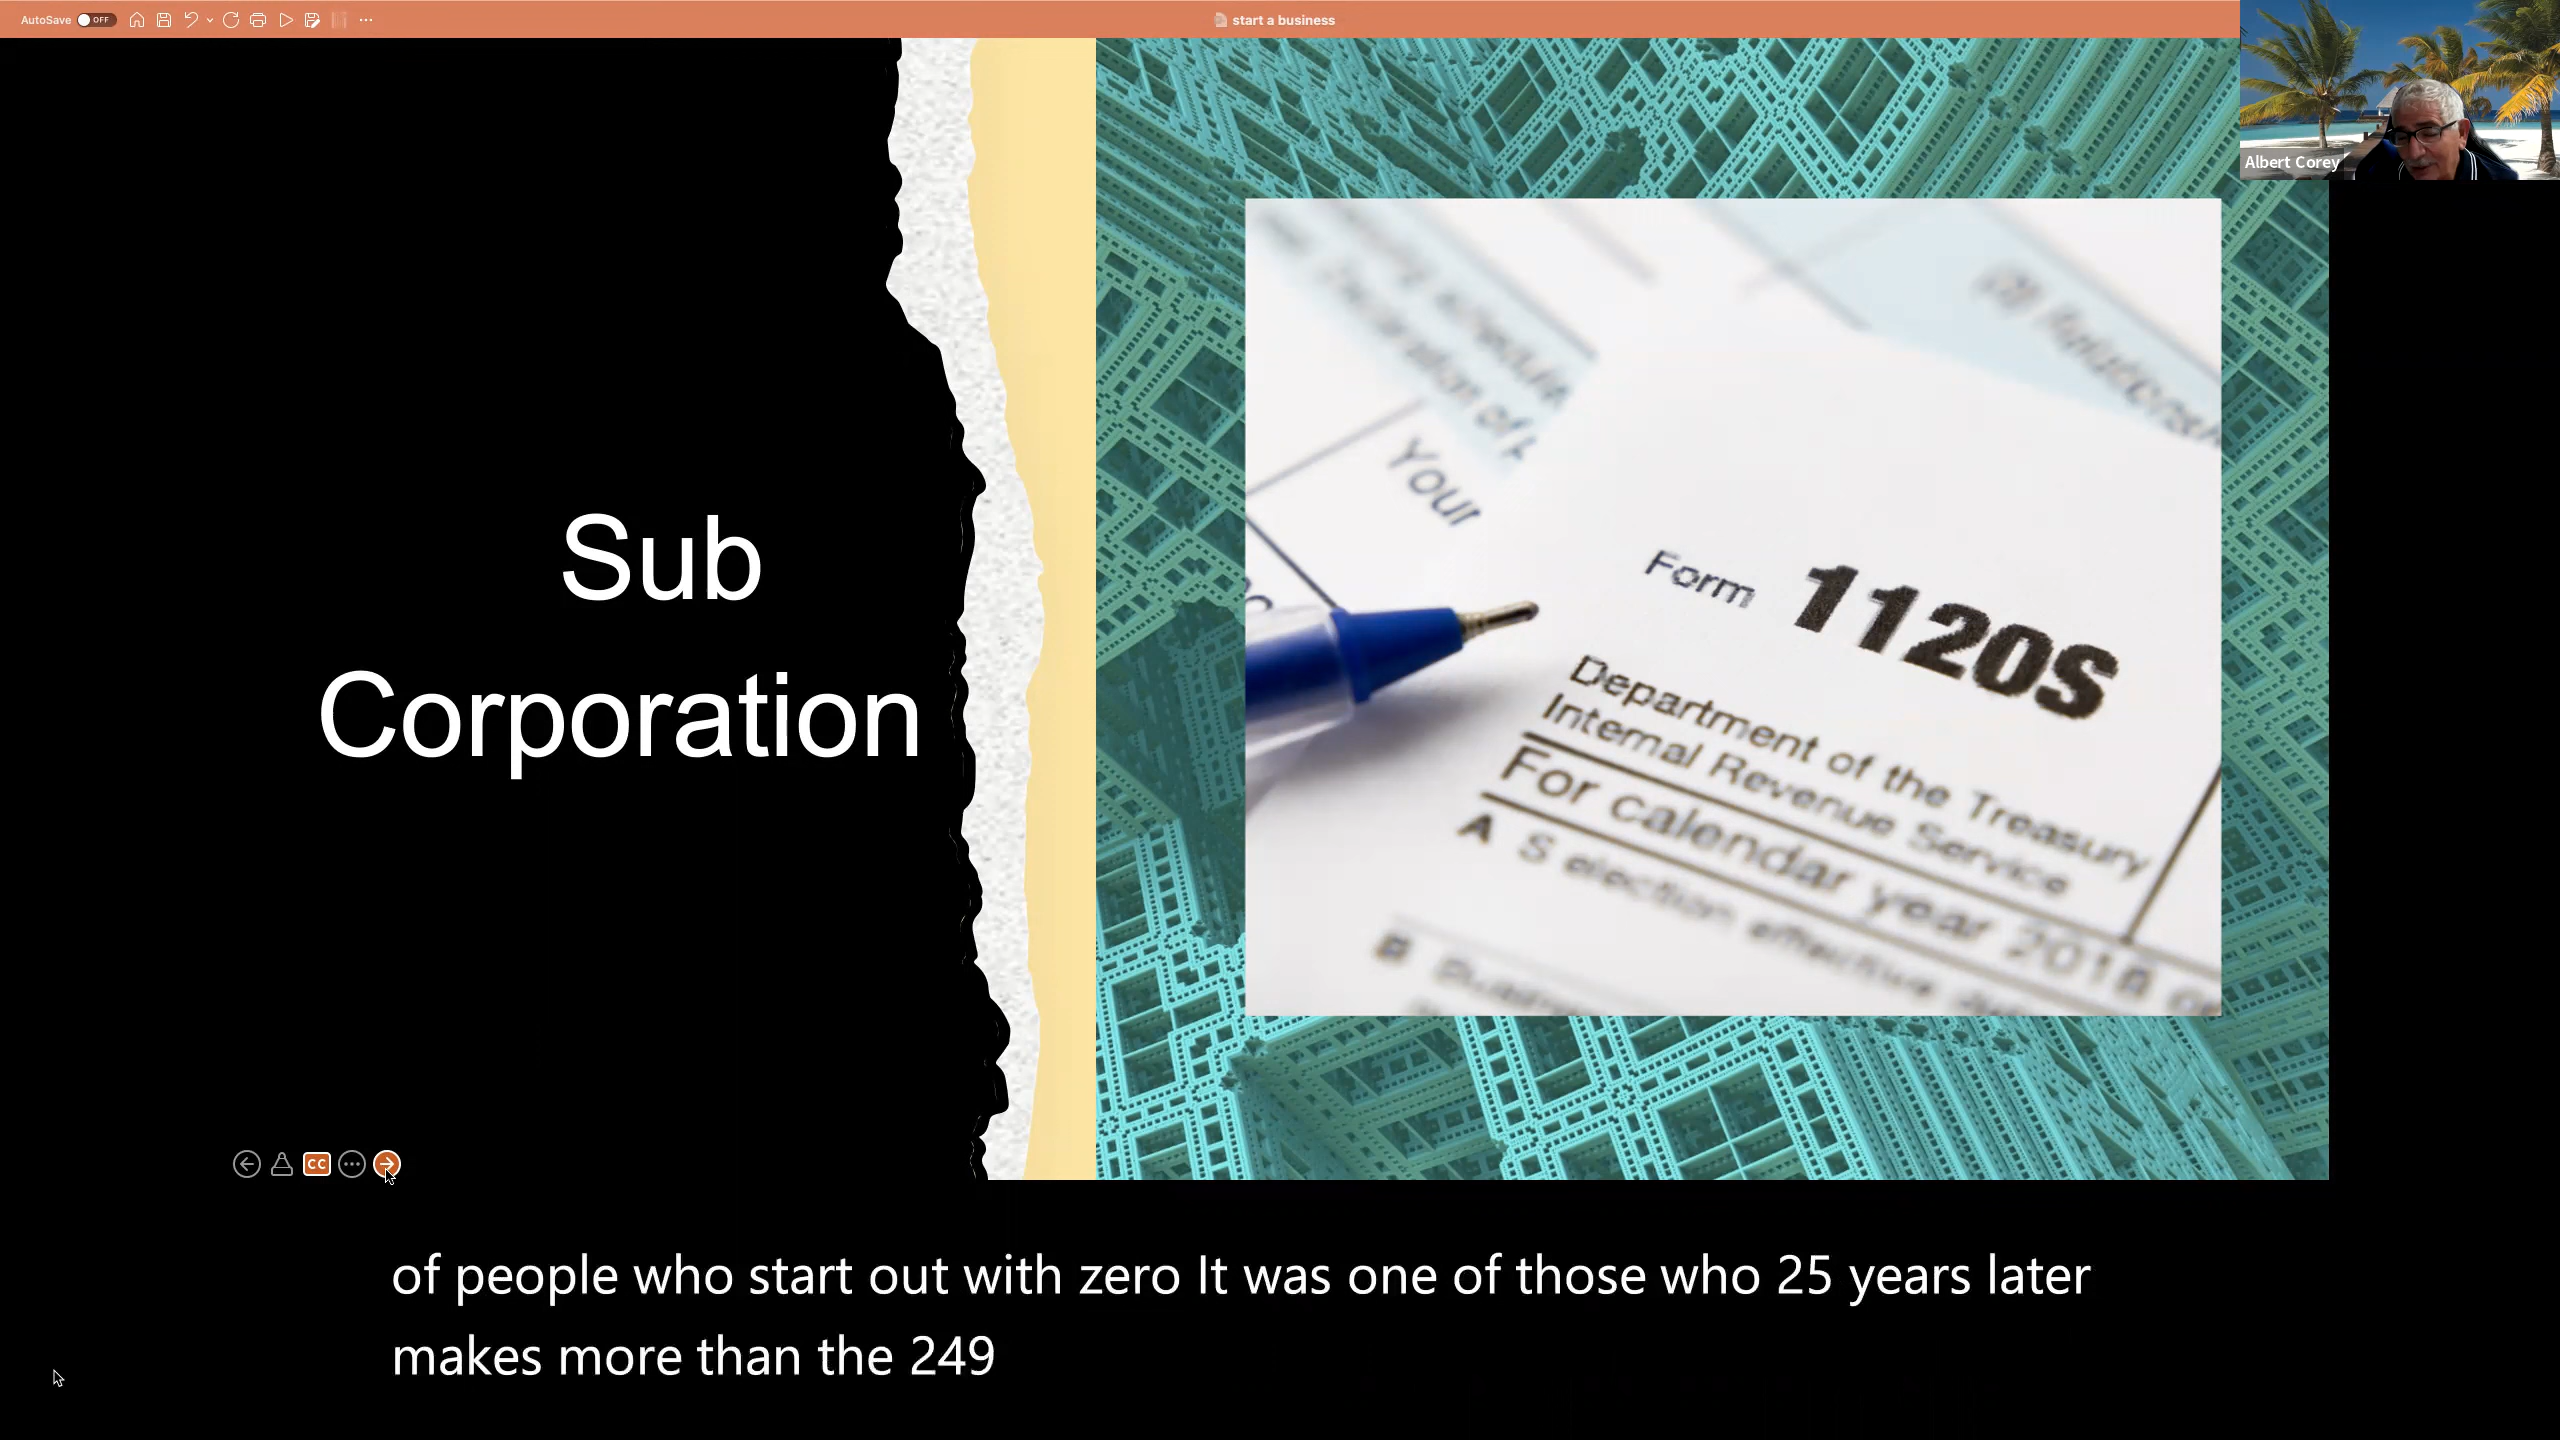 AutoSave OFF
start a business
Albert Corey
Sub
Corporation
Your
Form 1120S
Department of the Treasury
Internal Revenue Service
For calendar year 2018 or
A S election effective
B
CC
of people who start out with zero It was one of those who 25 years later
makes more than the 249